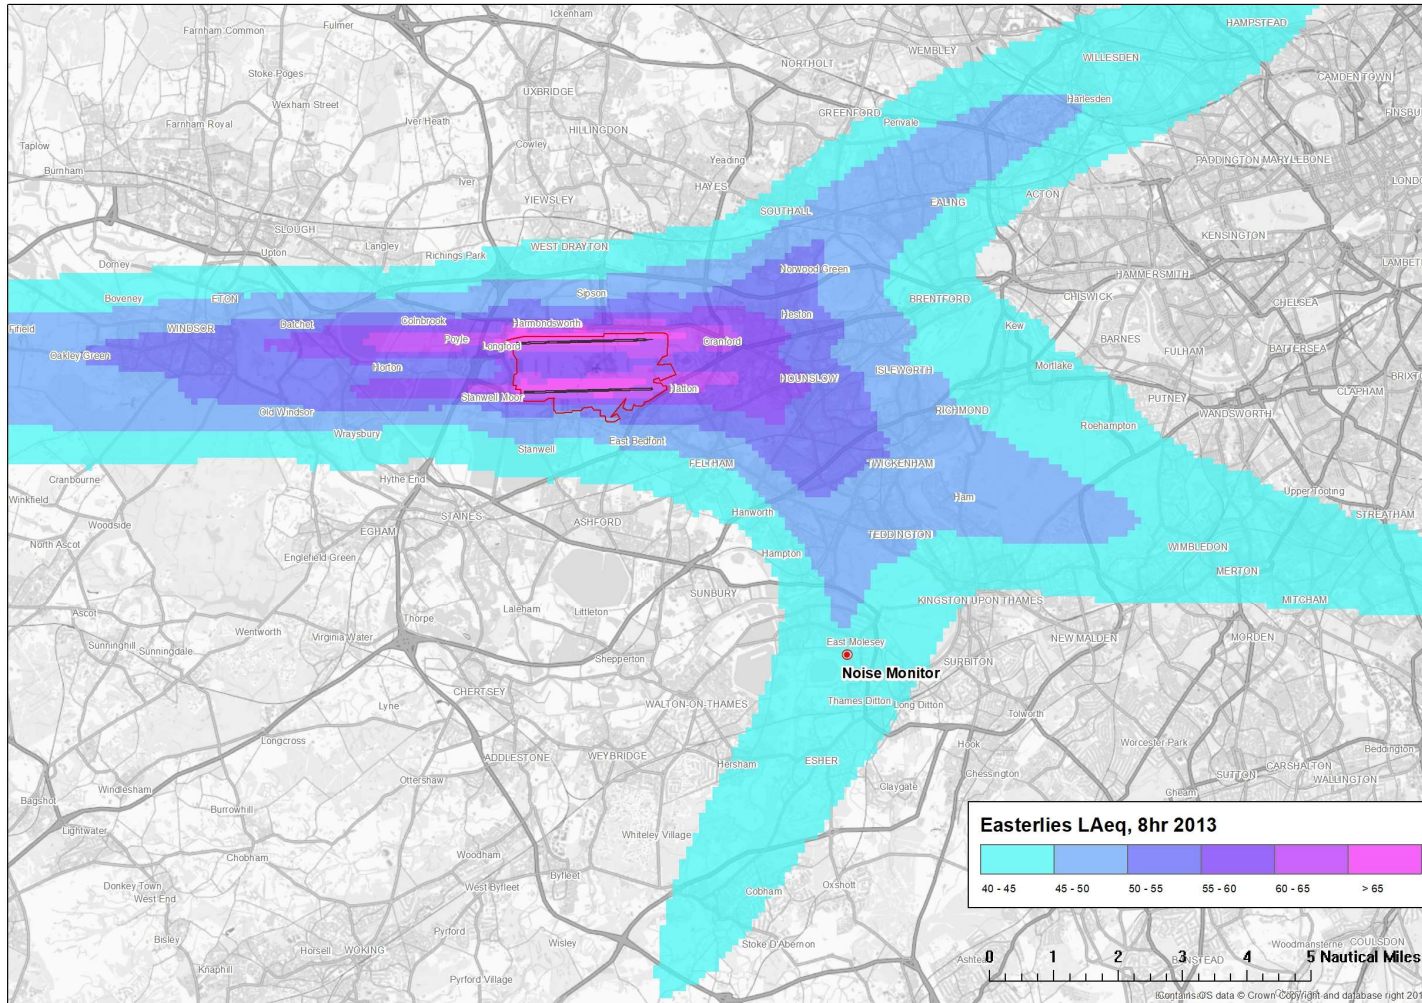 Ickenham
HAMPSTEAD
Fulmer
Farnham Common
WEMBLEY
WILLESDEN
NORTHOLT
Stoke Poges
CAMDEN TOWN
UXBRIDGE
Harlesden
Wexham Street
GREENFORD
Iver Heath
Perivale
Farnham Royal
HILLINGDON
Taplow
Cowley
Yeading
PADDINGTON
MARYLEBONE
Burnham
Iver
HAYES
ACTON
YIEWSLEY
EALING
SOUTHALL
SLOUGH
KENSINGTON
Langley
WEST DRAYTON
Upton
Richings Park
Dorney
Norwood Green
HAMMERSMITH
Sipson
Boveney
ETON
BRENTFORD
CHISWICK
CHELSEA
Heston
Colnbrook
Harmondsworth
Datchet
Kew
Fifield
WINDSOR
Poyle
Longford
Cranford
BARNES
BATTERSEA
Oakley Green
FULHAM
Mortlake
Horton
ISLEWORTH
HOUNSLOW
Hatton
CLAPHAM
Stanwell Moor
PUTNEY
Old Windsor
RICHMOND
WANDSWORTH
Roehampton
Wraysbury
East Bedfont
Stanwell
FELTHAM
TWICKENHAM
Cranbourne
Hythe End
Upper Tooting
Winkfield
Ham
Hanworth
STREATHAM
Woodside
STAINES
ASHFORD
EGHAM
TEDDINGTON
North Ascot
Englefield Green
Hampton
WIMBLEDON
MERTON
SUNBURY
KINGSTON UPON THAMES
MITCHAM
Ascot
Laleham
Littleton
Thorpe
Wentworth
Virginia Water
NEW MALDEN
MORDEN
Sunninghill
Sunningdale
East Molesey
Shepperton
SURBITON
Noise Monitor
CHERTSEY
Thames Ditton
Long Ditton
WALTON-ON-THAMES
Lyne
Tolworth
Longcross
Hook
Worcester Park
Beddington
ADDLESTONE
WEYBRIDGE
Hersham
ESHER
CARSHALTON
Chessington
SUTTON
WALLINGTON
Ottershaw
Claygate
Windlesham
Cheam
Bagshot
Burrowhill
Lightwater
Whiteley Village
Easterlies LAeq, 8hr 2013
Chobham
Woodham
Byfleet
40 - 45 45 - 50 50 - 55 55 - 60 60 - 65 > 65
Donkey Town
West End
West Byfleet
Cobham
Oxshott
Bisley
Horsell
WOKING
Pyrford
Wisley
Stoke D'Abernon
Woodmansterne
COULSDON
0 1 2 3 4 5 Nautical Miles
Knaphill
Pyrford Village
Contains OS data © Crown Copyright and database right 20